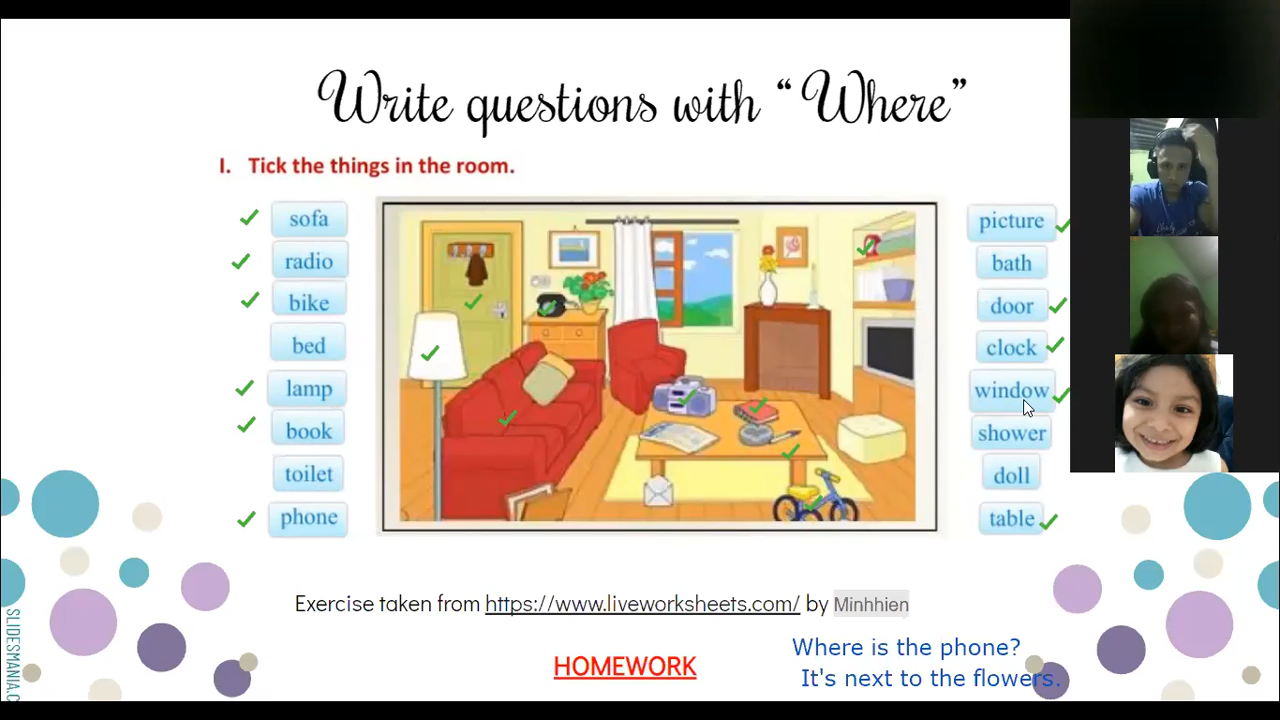 Write questions with “Where”
I. Tick the things in the room.
sofa
radio
bike
bed
lamp
book
toilet
phone
picture
bath
door
clock
window
shower
doll
table
Exercise taken from https://www.liveworksheets.com/ by Minhhien
HOMEWORK
Where is the phone?
It's next to the flowers.
SLIDESMANIA.C